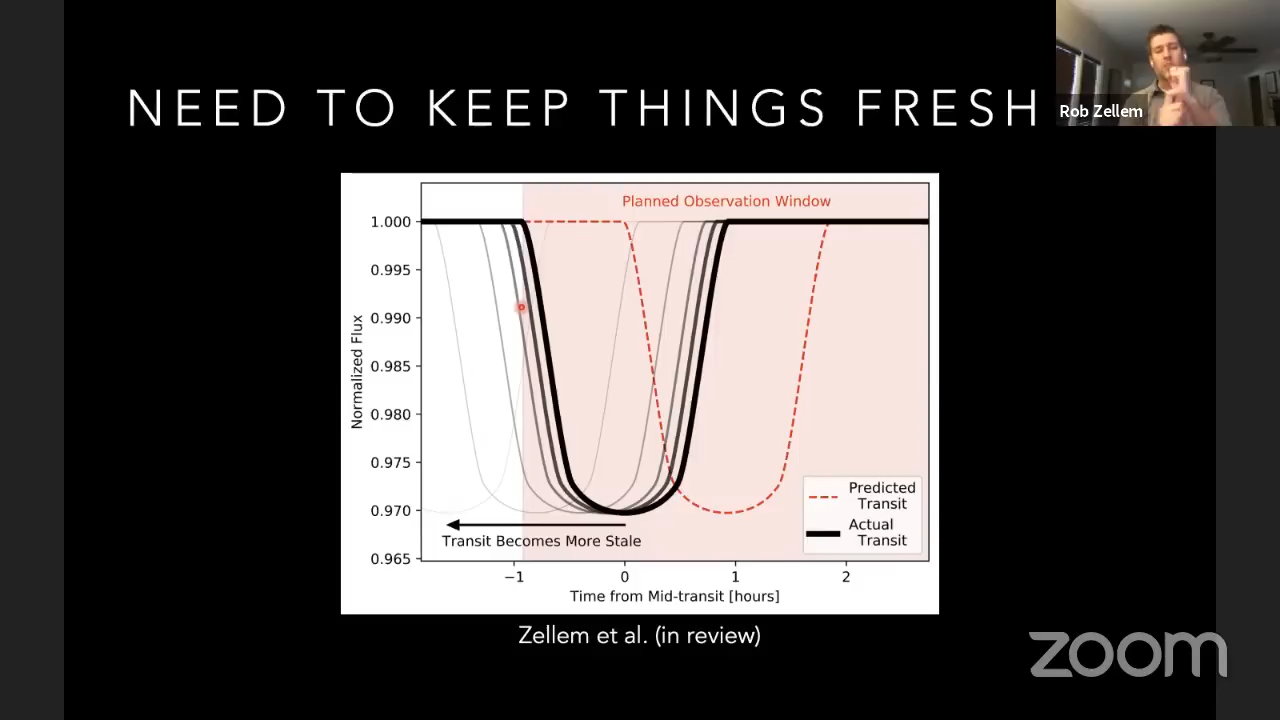 NEED TO KEEP THINGS FRESH
Rob Zellem
Planned Observation Window
1.000
0.995
0.990
0.985
0.980
0.975
0.970
0.965
Normalized Flux
Predicted
Transit
Actual
Transit
Transit Becomes More Stale
−1
0
1
2
Time from Mid-transit [hours]
Zellem et al. (in review)
zoom